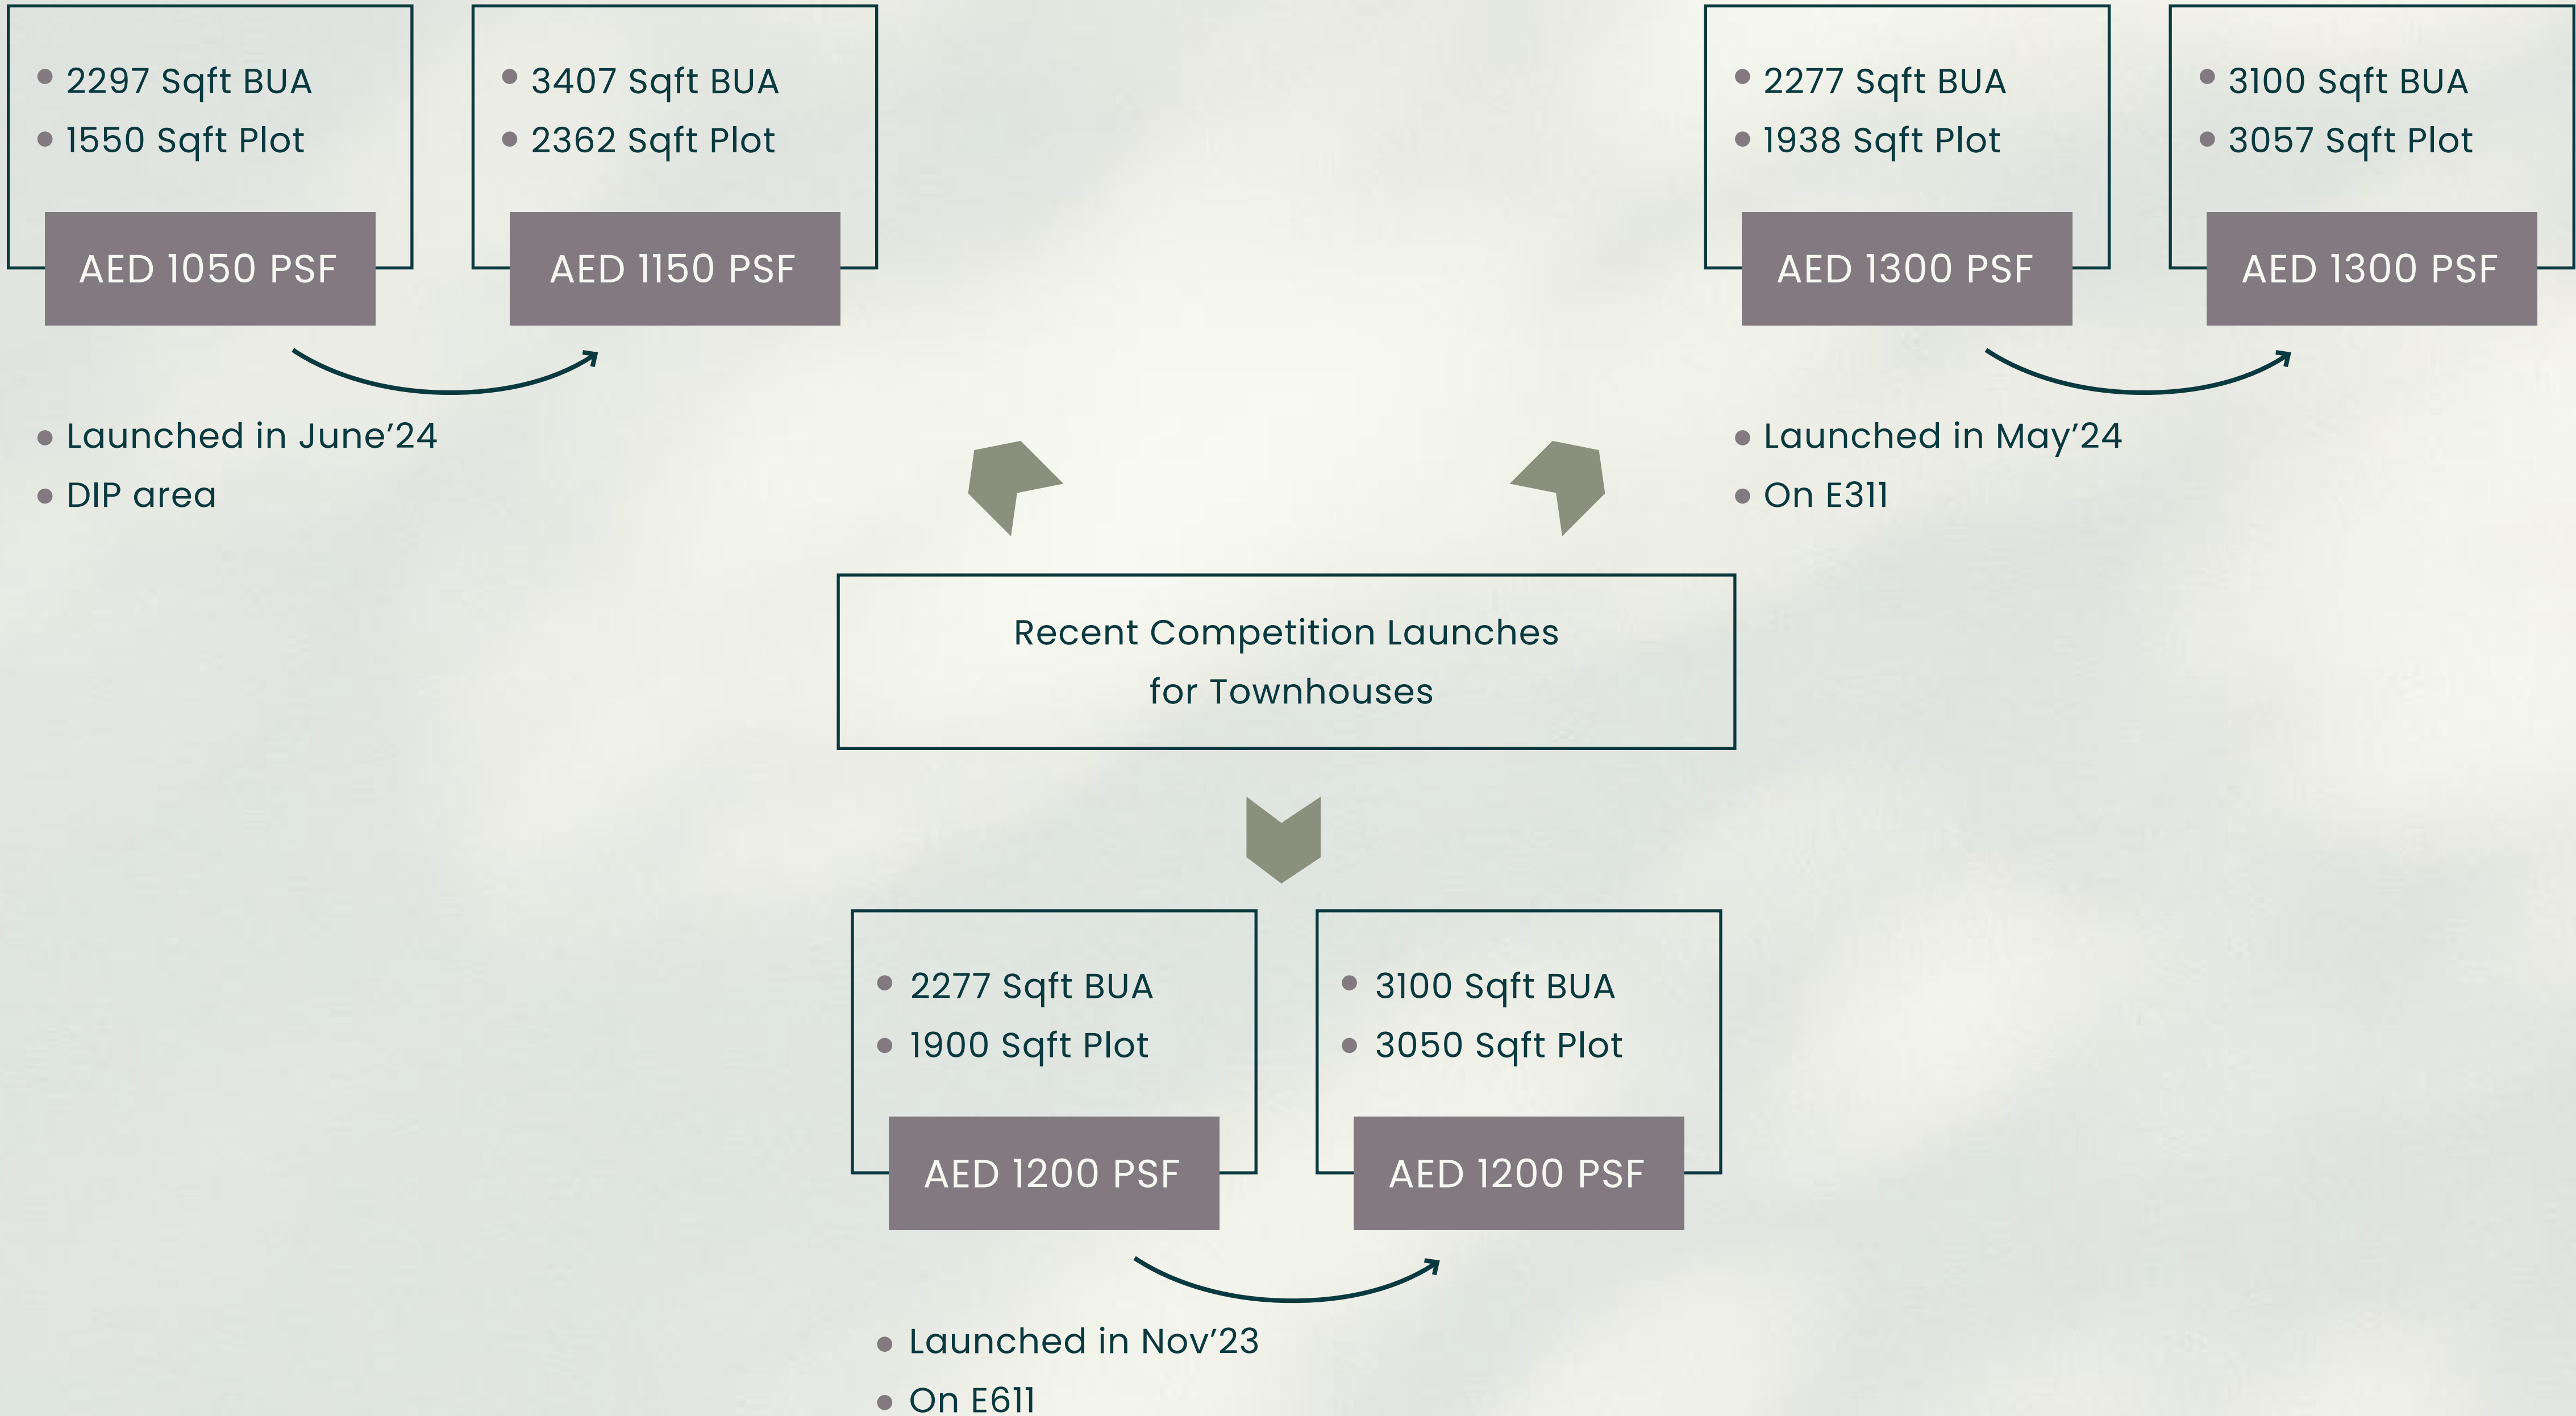 2297 Sqft BUA
1550 Sqft Plot
AED 1050 PSF
3407 Sqft BUA
2362 Sqft Plot
AED 1150 PSF
Launched in June’24
DIP area
2277 Sqft BUA
1938 Sqft Plot
AED 1300 PSF
3100 Sqft BUA
3057 Sqft Plot
AED 1300 PSF
Launched in May’24
On E311
Recent Competition Launches
for Townhouses
2277 Sqft BUA
1900 Sqft Plot
AED 1200 PSF
3100 Sqft BUA
3050 Sqft Plot
AED 1200 PSF
Launched in Nov’23
On E611